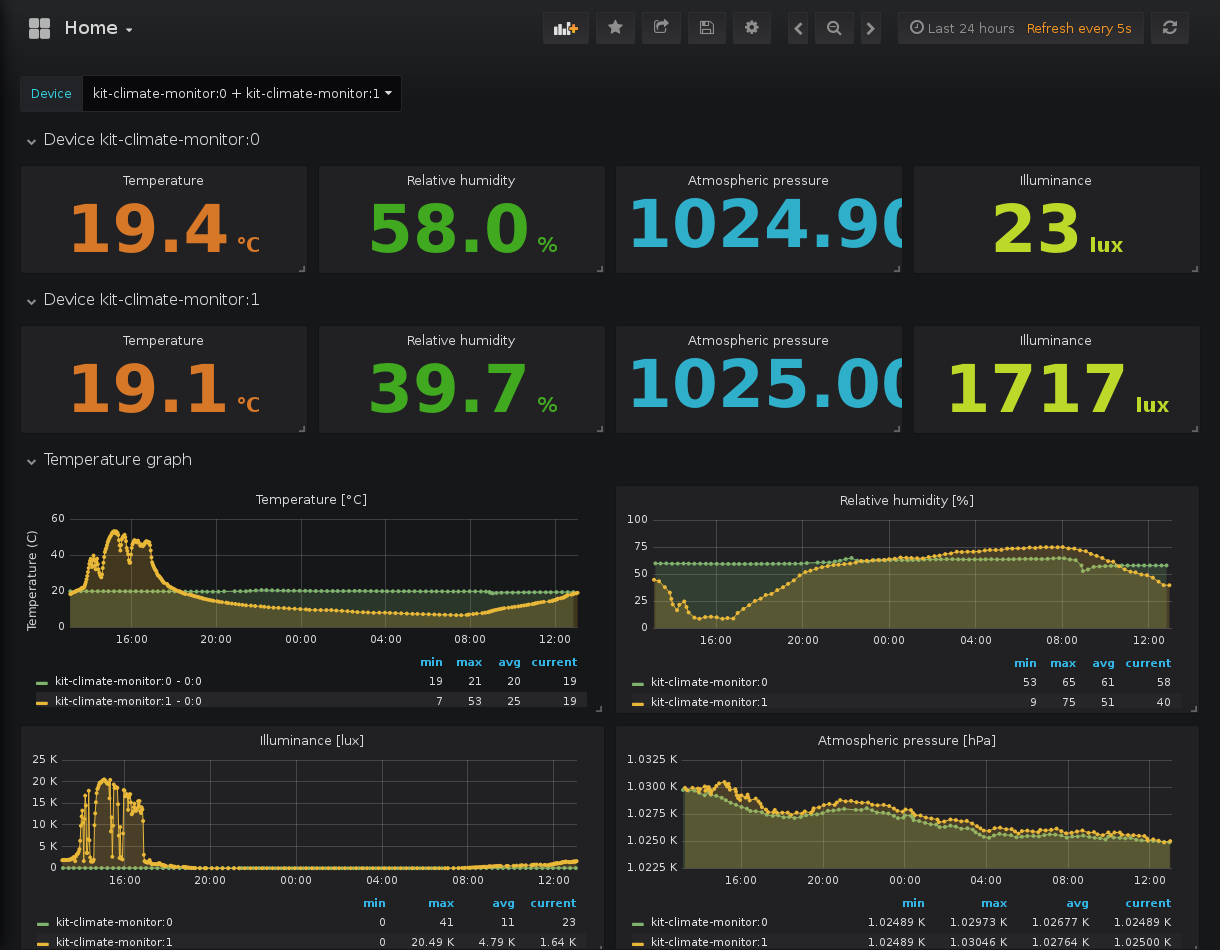 Home
Last 24 hours Refresh every 5s
Device kit-climate-monitor:0 + kit-climate-monitor:1
Device kit-climate-monitor:0
Temperature Relative humidity Atmospheric pressure Illuminance
19.4 °C 58.0 % 1024.90 23 lux
Device kit-climate-monitor:1
Temperature Relative humidity Atmospheric pressure Illuminance
19.1 °C 39.7 % 1025.00 1717 lux
Temperature graph
Temperature [°C]
Temperature (C)
60
40
20
0
16:00 20:00 00:00 04:00 08:00 12:00
min max avg current
kit-climate-monitor:0 - 0:0 19 21 20 19
kit-climate-monitor:1 - 0:0 7 53 25 19
Relative humidity [%]
100
75
50
25
0
16:00 20:00 00:00 04:00 08:00 12:00
min max avg current
kit-climate-monitor:0 53 65 61 58
kit-climate-monitor:1 9 75 51 40
Illuminance [lux]
25 K
20 K
15 K
10 K
5 K
0
16:00 20:00 00:00 04:00 08:00 12:00
min max avg current
kit-climate-monitor:0 0 41 11 23
kit-climate-monitor:1 0 20.49 K 4.79 K 1.64 K
Atmospheric pressure [hPa]
1.0325 K
1.0300 K
1.0275 K
1.0250 K
1.0225 K
16:00 20:00 00:00 04:00 08:00 12:00
min max avg current
kit-climate-monitor:0 1.02489 K 1.02973 K 1.02677 K 1.02489 K
kit-climate-monitor:1 1.02489 K 1.03046 K 1.02764 K 1.02500 K